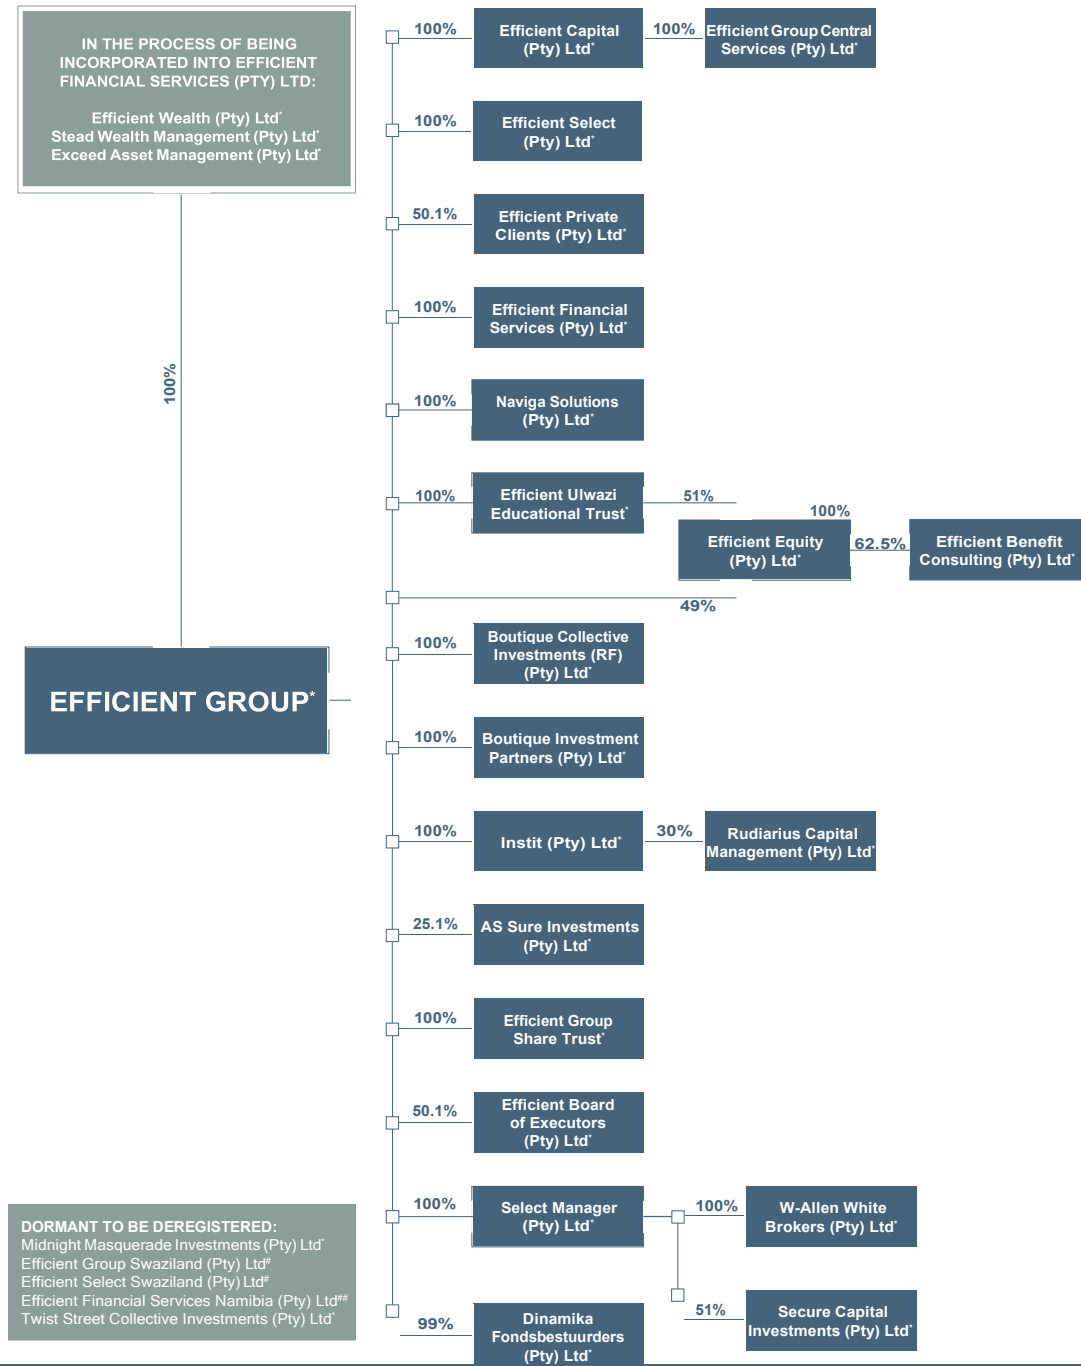 IN THE PROCESS OF BEING
INCORPORATED INTO EFFICIENT
FINANCIAL SERVICES (PTY) LTD:
Efficient Wealth (Pty) Ltd*
Stead Wealth Management (Pty) Ltd*
Exceed Asset Management (Pty) Ltd*
100%
EFFICIENT GROUP*
100%
Efficient Capital
(Pty) Ltd*
100%
Efficient Group Central
Services (Pty) Ltd*
100%
Efficient Select
(Pty) Ltd*
50.1%
Efficient Private
Clients (Pty) Ltd*
100%
Efficient Financial
Services (Pty) Ltd*
100%
Naviga Solutions
(Pty) Ltd*
100%
Efficient Ulwazi
Educational Trust*
51%
100%
Efficient Equity
(Pty) Ltd*
62.5%
Efficient Benefit
Consulting (Pty) Ltd*
49%
100%
Boutique Collective
Investments (RF)
(Pty) Ltd*
100%
Boutique Investment
Partners (Pty) Ltd*
100%
Instit (Pty) Ltd*
30%
Rudiarius Capital
Management (Pty) Ltd*
25.1%
AS Sure Investments
(Pty) Ltd*
100%
Efficient Group
Share Trust*
50.1%
Efficient Board
of Executors
(Pty) Ltd*
100%
Select Manager
(Pty) Ltd*
100%
W-Allen White
Brokers (Pty) Ltd*
51%
Secure Capital
Investments (Pty) Ltd*
99%
Dinamika
Fondsbestuurders
(Pty) Ltd*
DORMANT TO BE DEREGISTERED:
Midnight Masquerade Investments (Pty) Ltd*
Efficient Group Swaziland (Pty) Ltd#
Efficient Select Swaziland (Pty) Ltd#
Efficient Financial Services Namibia (Pty) Ltd##
Twist Street Collective Investments (Pty) Ltd*